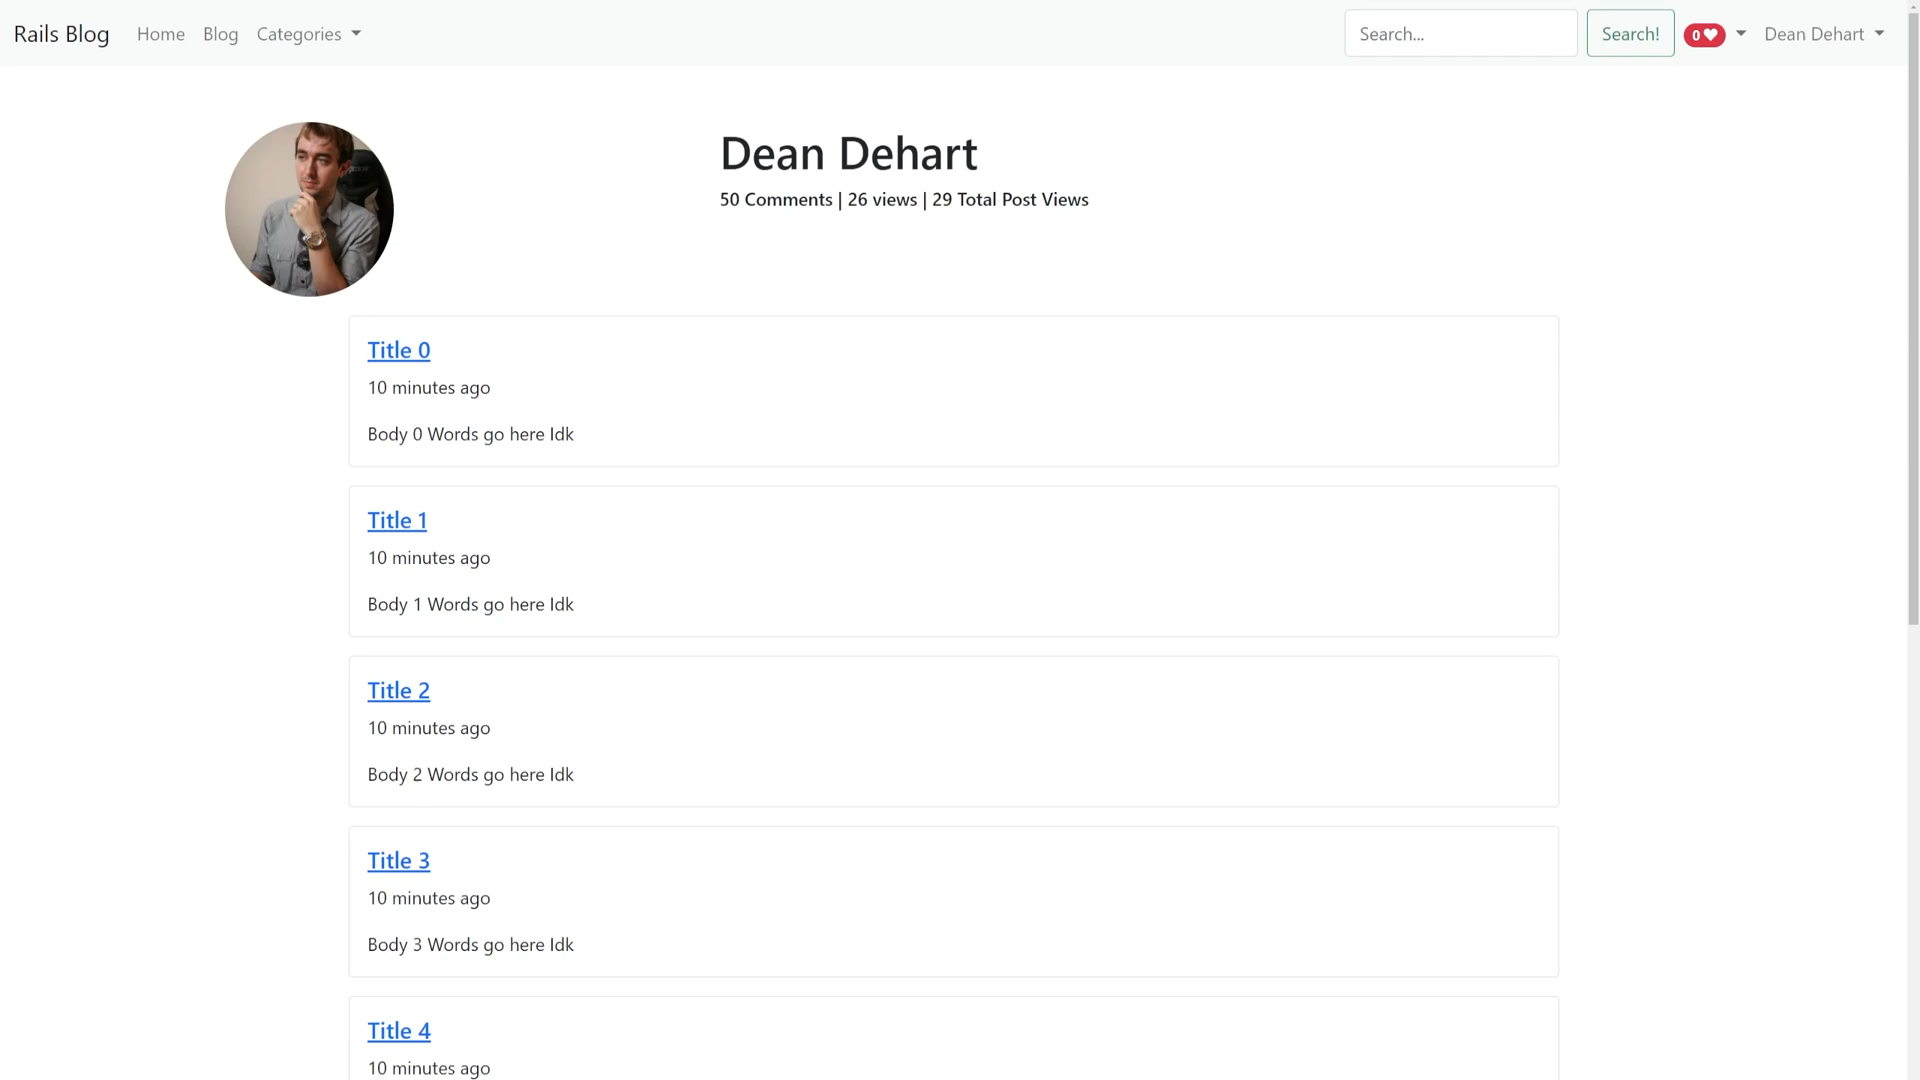 Rails Blog Home Blog Categories Search... Search! 0 Dean Dehart
Dean Dehart
50 Comments | 26 views | 29 Total Post Views
Title 0
10 minutes ago
Body 0 Words go here Idk
Title 1
10 minutes ago
Body 1 Words go here Idk
Title 2
10 minutes ago
Body 2 Words go here Idk
Title 3
10 minutes ago
Body 3 Words go here Idk
Title 4
10 minutes ago